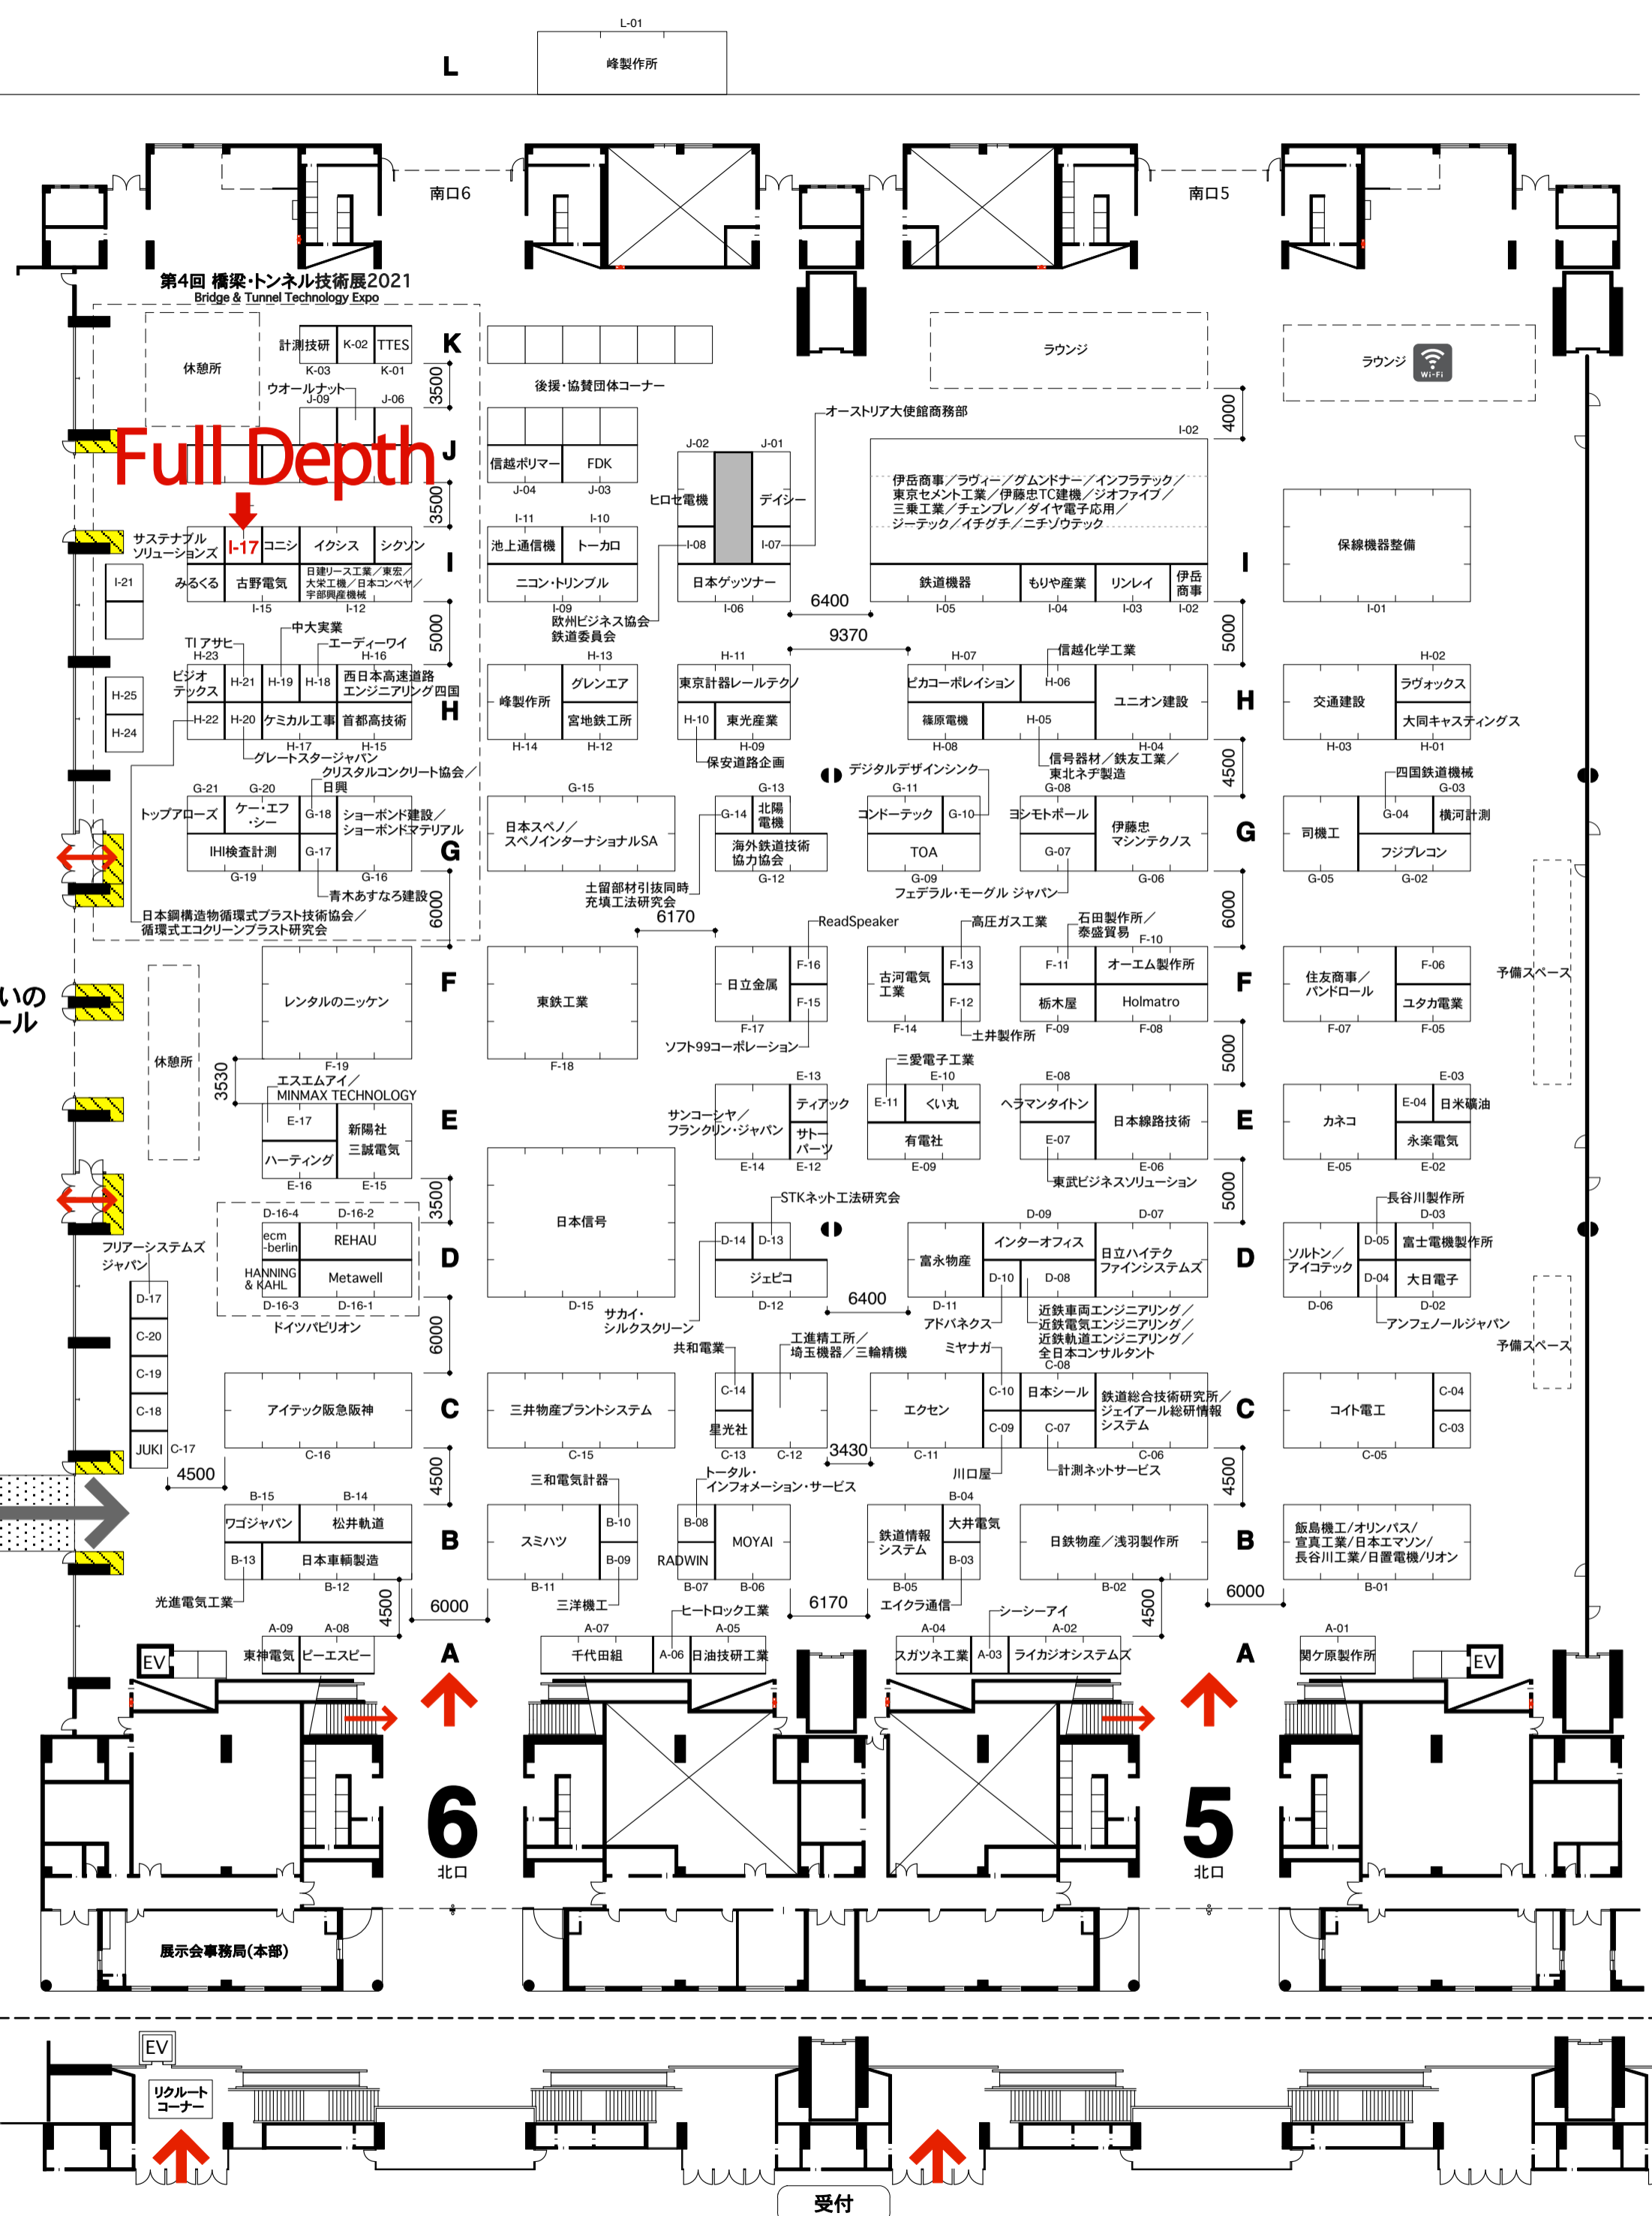 L-01
L
峰製作所
南口6
南口5
第4回 橋梁・トンネル技術展2021
Bridge & Tunnel Technology Expo
休憩所
計測技研
K-02
TTES
K
K-03
K-01
3500
後援・協賛団体コーナー
ラウンジ
ラウンジ
Wi-Fi
4000
ウオールナット
J-09
J-06
オーストリア大使館商務部
Full Depth
J
信越ポリマー
FDK
J-04
J-03
J-02
J-01
ヒロセ電機
デイシー
I-08
I-07
日本ゲッツナー
I-06
欧州ビジネス協会
鉄道委員会
I-02
伊岳商事／ラヴィー／グムンドナー／インフラテック／
東京セメント工業／伊藤忠TC建機／ジオファイブ／
三乗工業／チェンブレ／ダイヤ電子応用／
ジーテック／イチグチ／ニチゾウテック
3500
サステナブル
ソリューションズ
I-17
コニシ
イクシス
シクソン
I
I-11
I-10
池上通信機
トーカロ
ニコン・トリンブル
I-09
I
保線機器整備
I-01
I-21
みるくる
古野電気
日建リース工業／東宏／
大栄工機／日本コンベヤ／
宇部興産機械
I-15
I-12
鉄道機器
もりや産業
リンレイ
伊岳
商事
I-05
I-04
I-03
I-02
6400
9370
5000
5000
中大実業
TI アサヒ
エーディーワイ
H-23
H-16
ビジオ
テックス
H-21
H-19
H-18
西日本高速道路
エンジニアリング四国
H-25
H-24
H-22
H-20
ケミカル工事
首都高技術
H
H-17
H-15
グレートスタージャパン
H-13
峰製作所
グレンエア
宮地鉄工所
H-14
H-12
H-11
東京計器レールテクノ
H-10
東光産業
H-09
保安道路企画
信越化学工業
H-07
ピカコーポレイション
H-06
ユニオン建設
篠原電機
H-05
H-08
H-04
信号器材／鉄友工業／
東北ネヂ製造
H
H-02
交通建設
ラヴォックス
大同キャスティングス
H-03
H-01
4500
クリスタルコンクリート協会／
日興
G-21
G-20
トップアローズ
ケー・エフ
・シー
G-18
ショーボンド建設／
ショーボンドマテリアル
IHI検査計測
G-17
G
G-19
G-16
青木あすなろ建設
日本鋼構造物循環式ブラスト技術協会／
循環式エコクリーンブラスト研究会
6000
G-15
日本スペノ／
スペノインターナショナルSA
G-13
G-14
北陽
電機
海外鉄道技術
協力協会
G-12
土留部材引抜同時
充填工法研究会
6170
デジタルデザインシンク
G-11
コンドーテック
G-10
TOA
G-09
G-08
ヨシモトポール
G-07
伊藤忠
マシンテクノス
G-06
フェデラル・モーグル ジャパン
G
四国鉄道機械
G-03
司機工
G-04
横河計測
フジプレコン
G-05
G-02
6000
いの
ール
レンタルのニッケン
F-19
F
東鉄工業
F-18
ReadSpeaker
日立金属
F-16
F-15
F-17
ソフト99コーポレーション
高圧ガス工業
古河電気
工業
F-13
F-12
F-14
土井製作所
石田製作所／
泰盛貿易
F-10
F-11
オーエム製作所
栃木屋
Holmatro
F-09
F-08
F
住友商事／
パンドロール
F-06
ユタカ電業
F-07
F-05
予備スペース
5000
休憩所
3530
エスエムアイ／
MINMAX TECHNOLOGY
E-17
新陽社
三誠電気
ハーティング
E-16
E-15
E
E-13
サンコーシヤ／
フランクリン・ジャパン
ティアック
サトー
パーツ
E-14
E-12
三愛電子工業
E-10
E-11
くい丸
有電社
E-09
E-08
ヘラマンタイトン
E-07
日本線路技術
E-06
東武ビジネスソリューション
E
E-03
カネコ
E-04
日米礦油
永楽電気
E-05
E-02
3500
5000
D-16-4
D-16-2
ecm
-berlin
REHAU
HANNING
& KAHL
Metawell
D-16-3
D-16-1
ドイツパビリオン
D
日本信号
D-15
STKネット工法研究会
D-14
D-13
ジェピコ
D-12
サカイ・
シルクスクリーン
6400
D-09
D-07
富永物産
インターオフィス
D-10
D-08
日立ハイテク
ファインシステムズ
D-11
アドバネクス
近鉄車両エンジニアリング／
近鉄電気エンジニアリング／
近鉄軌道エンジニアリング／
全日本コンサルタント
D
長谷川製作所
D-03
ソルトン／
アイコテック
D-05
富士電機製作所
D-04
大日電子
D-06
D-02
アンフェノールジャパン
予備スペース
フリアーシステムズ
ジャパン
D-17
C-20
C-19
C-18
JUKI
C-17
6000
アイテック阪急阪神
C-16
C
三井物産プラントシステム
C-15
共和電業
工進精工所／
埼玉機器／三輪精機
C-14
星光社
C-13
C-12
3430
ミヤナガ
C-08
エクセン
C-10
日本シール
C-09
C-07
鉄道総合技術研究所／
ジェイアール総研情報
システム
C-11
C-06
川口屋
計測ネットサービス
C
コイト電工
C-04
C-03
C-05
4500
4500
4500
B-15
B-14
ワゴジャパン
松井軌道
B-13
日本車輌製造
B-12
光進電気工業
B
三和電気計器
スミハツ
B-10
B-09
B-11
三洋機工
トータル・
インフォメーション・サービス
B-08
RADWIN
MOYAI
B-07
B-06
B-04
鉄道情報
システム
大井電気
B-03
B-05
エイクラ通信
日鉄物産／浅羽製作所
B-02
B
飯島機工/オリンパス/
宣真工業/日本エマソン/
長谷川工業/日置電機/リオン
B-01
4500
6000
6170
4500
6000
A-09
A-08
東神電気
ピーエスピー
A
ヒートロック工業
A-07
A-05
千代田組
A-06
日油技研工業
シーシーアイ
A-04
A-02
スガツネ工業
A-03
ライカジオシステムズ
A
A-01
関ケ原製作所
EV
EV
6
北口
5
北口
展示会事務局(本部)
EV
リクルート
コーナー
受付